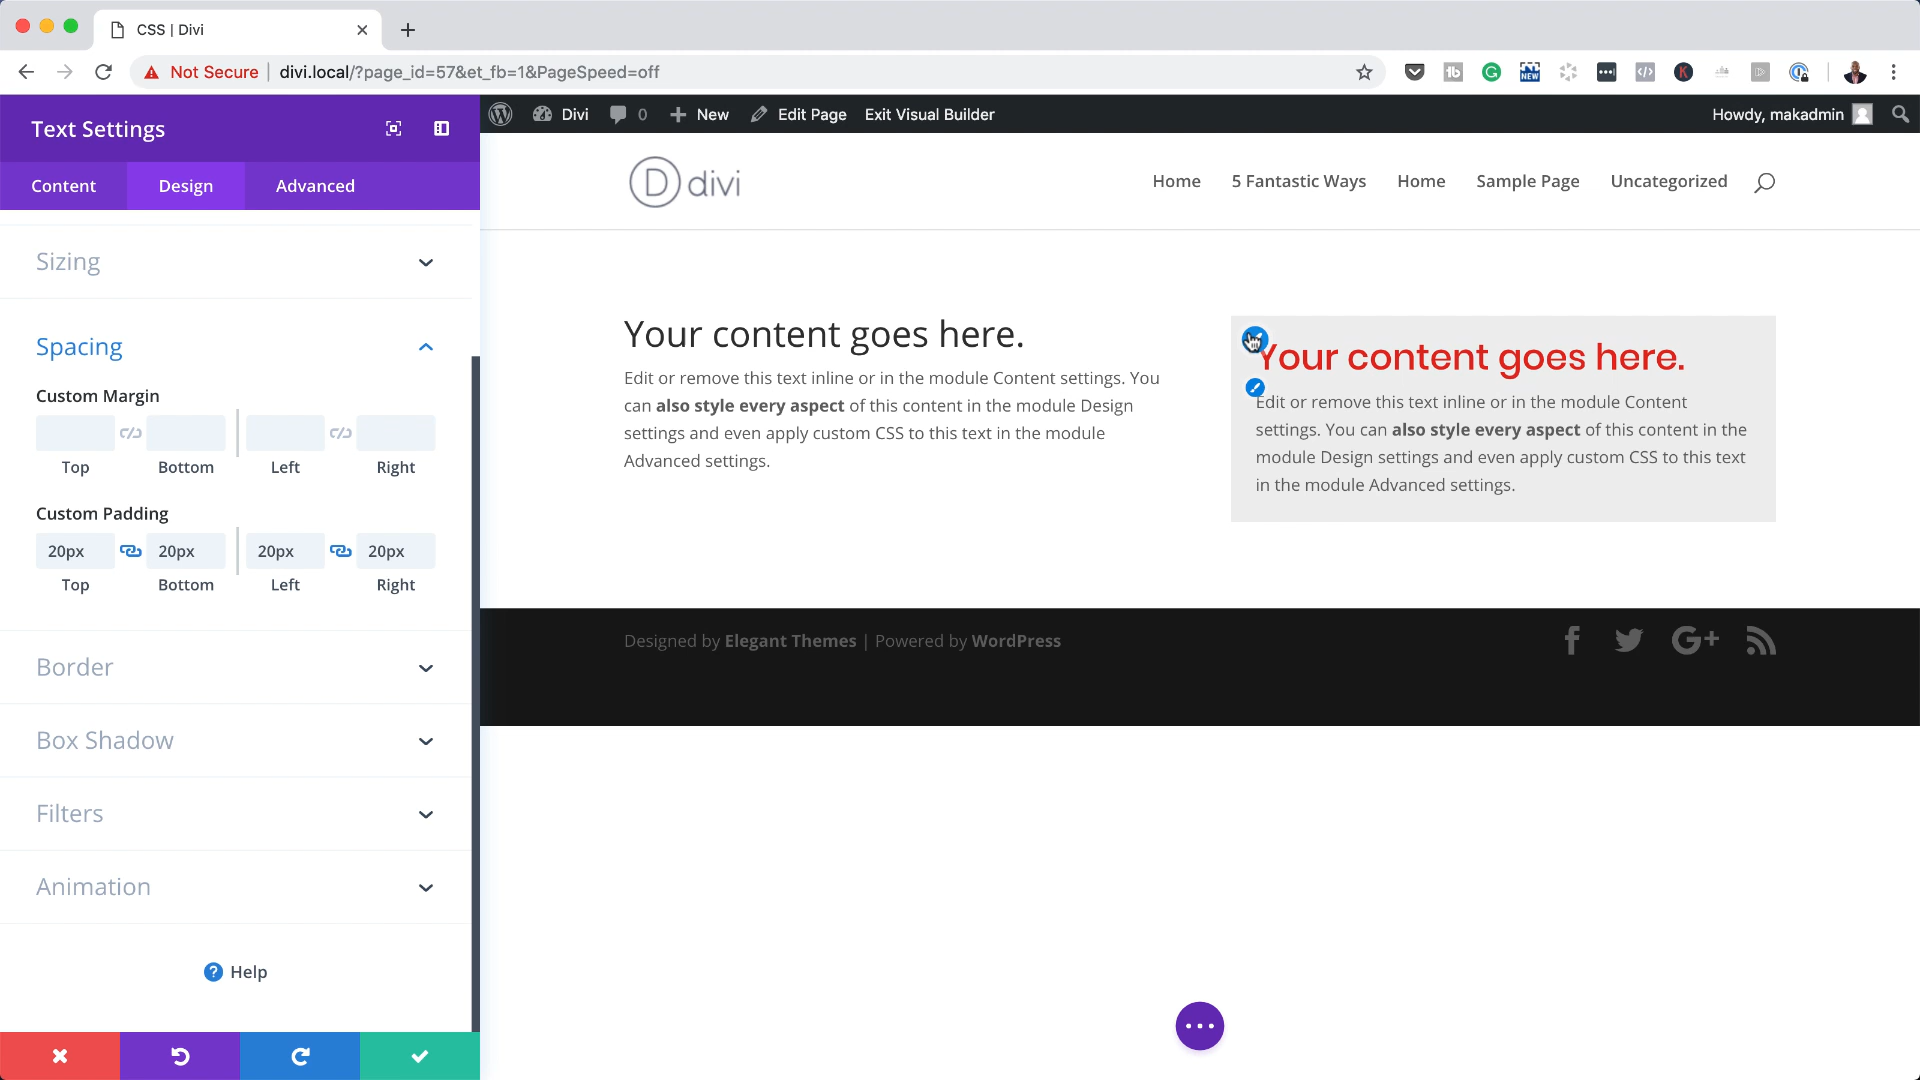 CSS | Divi
Not Secure
divi.local/?page_id=57&et_fb=1&PageSpeed=off
Text Settings
Content
Design
Advanced
Sizing
Spacing
Custom Margin
Top
Bottom
Left
Right
Custom Padding
20px
20px
20px
20px
Top
Bottom
Left
Right
Border
Box Shadow
Filters
Animation
Help
Divi
0
New
Edit Page
Exit Visual Builder
Howdy, makadmin
D divi
Home
5 Fantastic Ways
Home
Sample Page
Uncategorized
Your content goes here.
Edit or remove this text inline or in the module Content settings. You
can also style every aspect of this content in the module Design
settings and even apply custom CSS to this text in the module
Advanced settings.
Your content goes here.
Edit or remove this text inline or in the module Content
settings. You can also style every aspect of this content in the
module Design settings and even apply custom CSS to this text
in the module Advanced settings.
Designed by Elegant Themes | Powered by WordPress